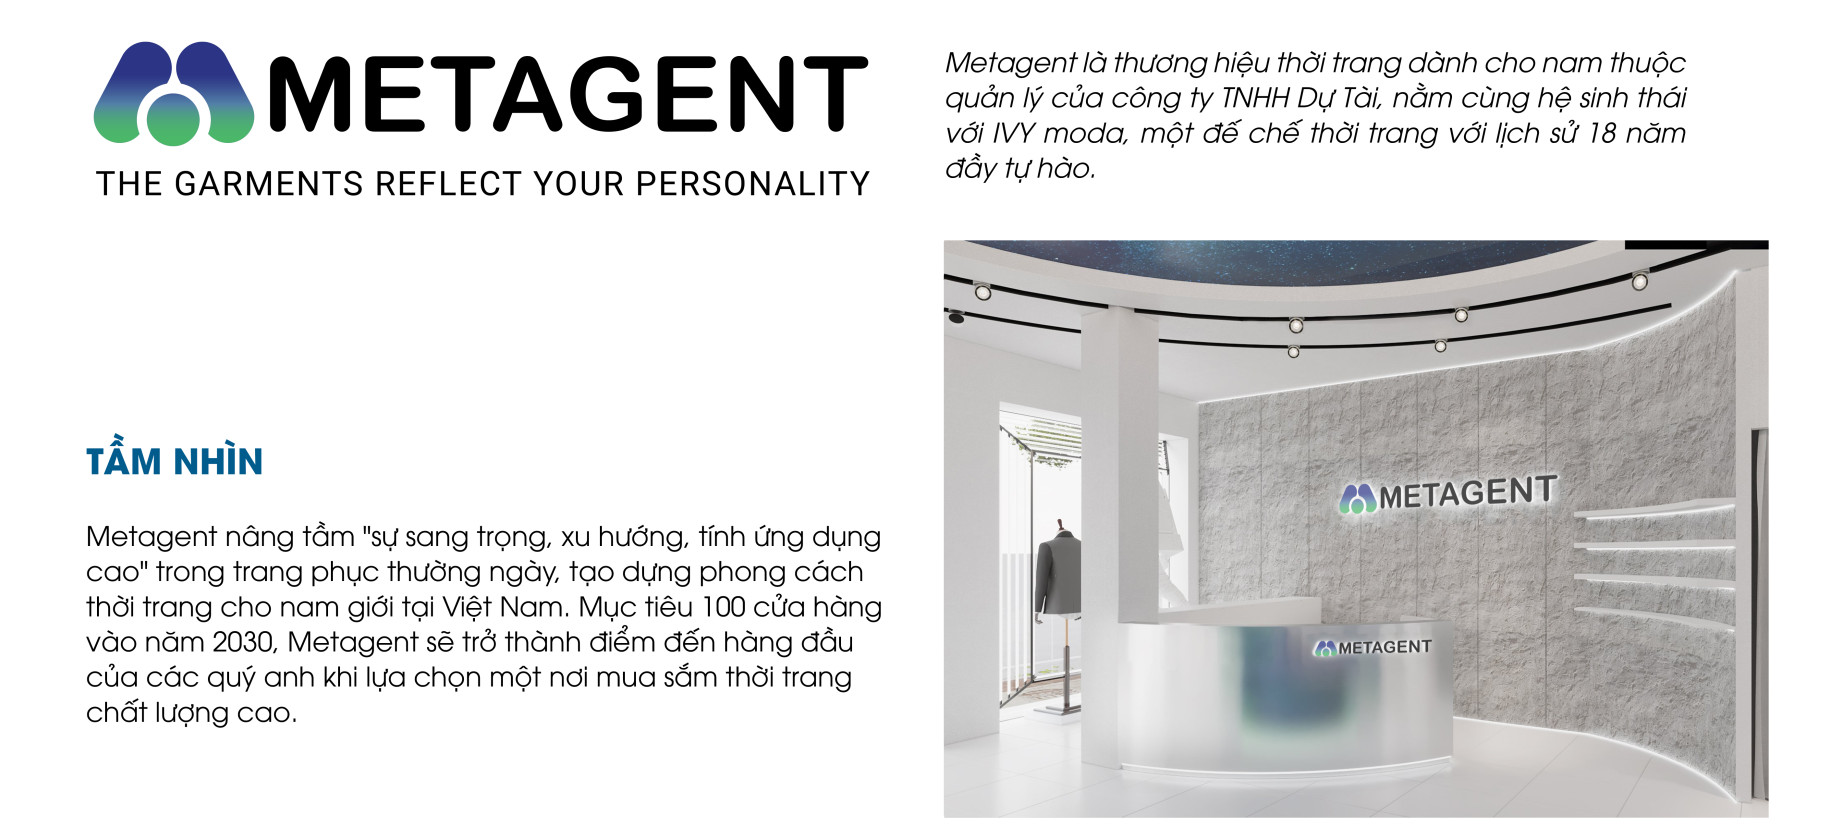 METAGENT
THE GARMENTS REFLECT YOUR PERSONALITY
Metagent là thương hiệu thời trang dành cho nam thuộc
quản lý của công ty TNHH Dự Tài, nằm cùng hệ sinh thái
với IVY moda, một đế chế thời trang với lịch sử 18 năm
đầy tự hào.
TẦM NHÌN
Metagent nâng tầm "sự sang trọng, xu hướng, tính ứng dụng
cao" trong trang phục thường ngày, tạo dựng phong cách
thời trang cho nam giới tại Việt Nam. Mục tiêu 100 cửa hàng
vào năm 2030, Metagent sẽ trở thành điểm đến hàng đầu
của các quý anh khi lựa chọn một nơi mua sắm thời trang
chất lượng cao.
METAGENT
METAGENT